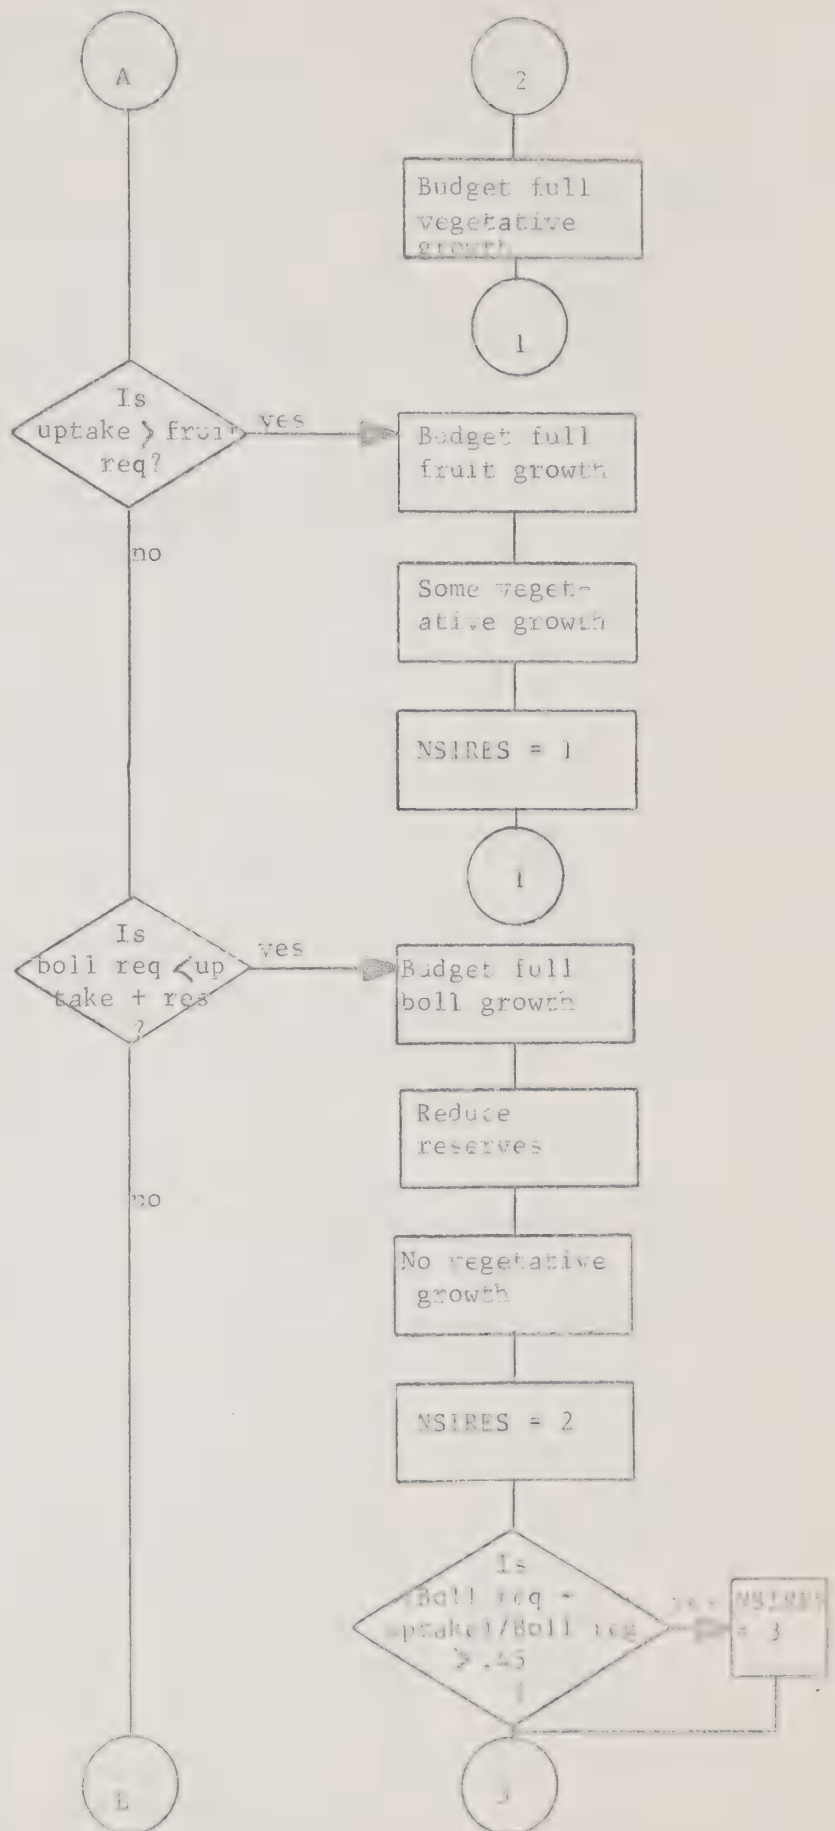 A
2
Budget full
vegetative
growth
1
Is
uptake > fruit
req?
yes
no
Budget full
fruit growth
Some veget-
ative growth
NSIRES = 1
1
Is
boll req < up
take + res
?
yes
no
Budget full
boll growth
Reduce
reserves
No vegetative
growth
NSIRES = 2
Is
(Boll req -
uptake)/Boll req
> .45
yes
NSIRES
= 3